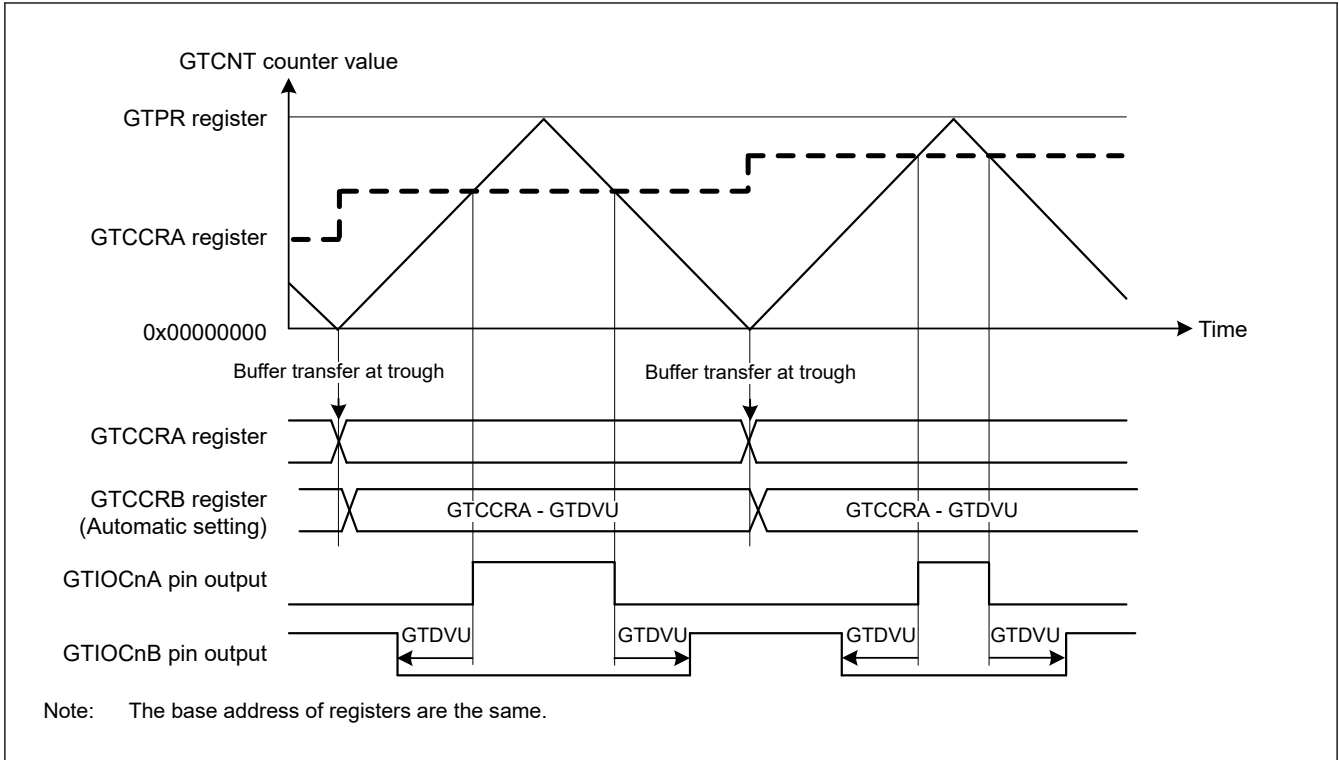 GTCNT counter value
GTPR register
GTCCRA register
0x00000000
Time
Buffer transfer at trough
Buffer transfer at trough
GTCCRA register
GTCCRB register
(Automatic setting)
GTCCRA - GTDVU
GTCCRA - GTDVU
GTIOCnA pin output
GTDVU
GTDVU
GTDVU
GTDVU
GTIOCnB pin output
Note: The base address of registers are the same.